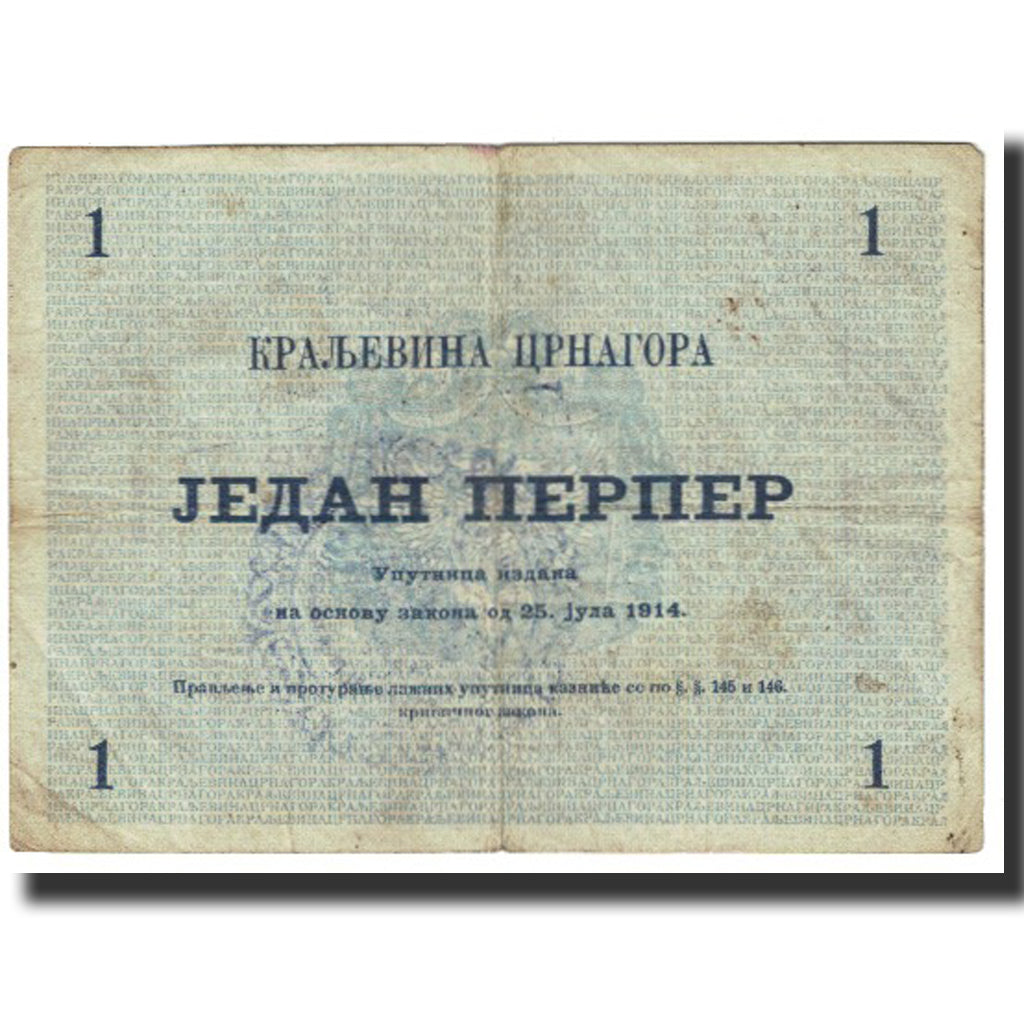 1 1
КРАЉЕВИНА ЦРНАГОРА
ЈЕДАН ПЕРПЕР
Упутница издана
на основу закона од 25. јула 1914.
Прављење и протурање лажних упутница казниће се по §. §. 145 и 146.
кривичног закона.
1 1